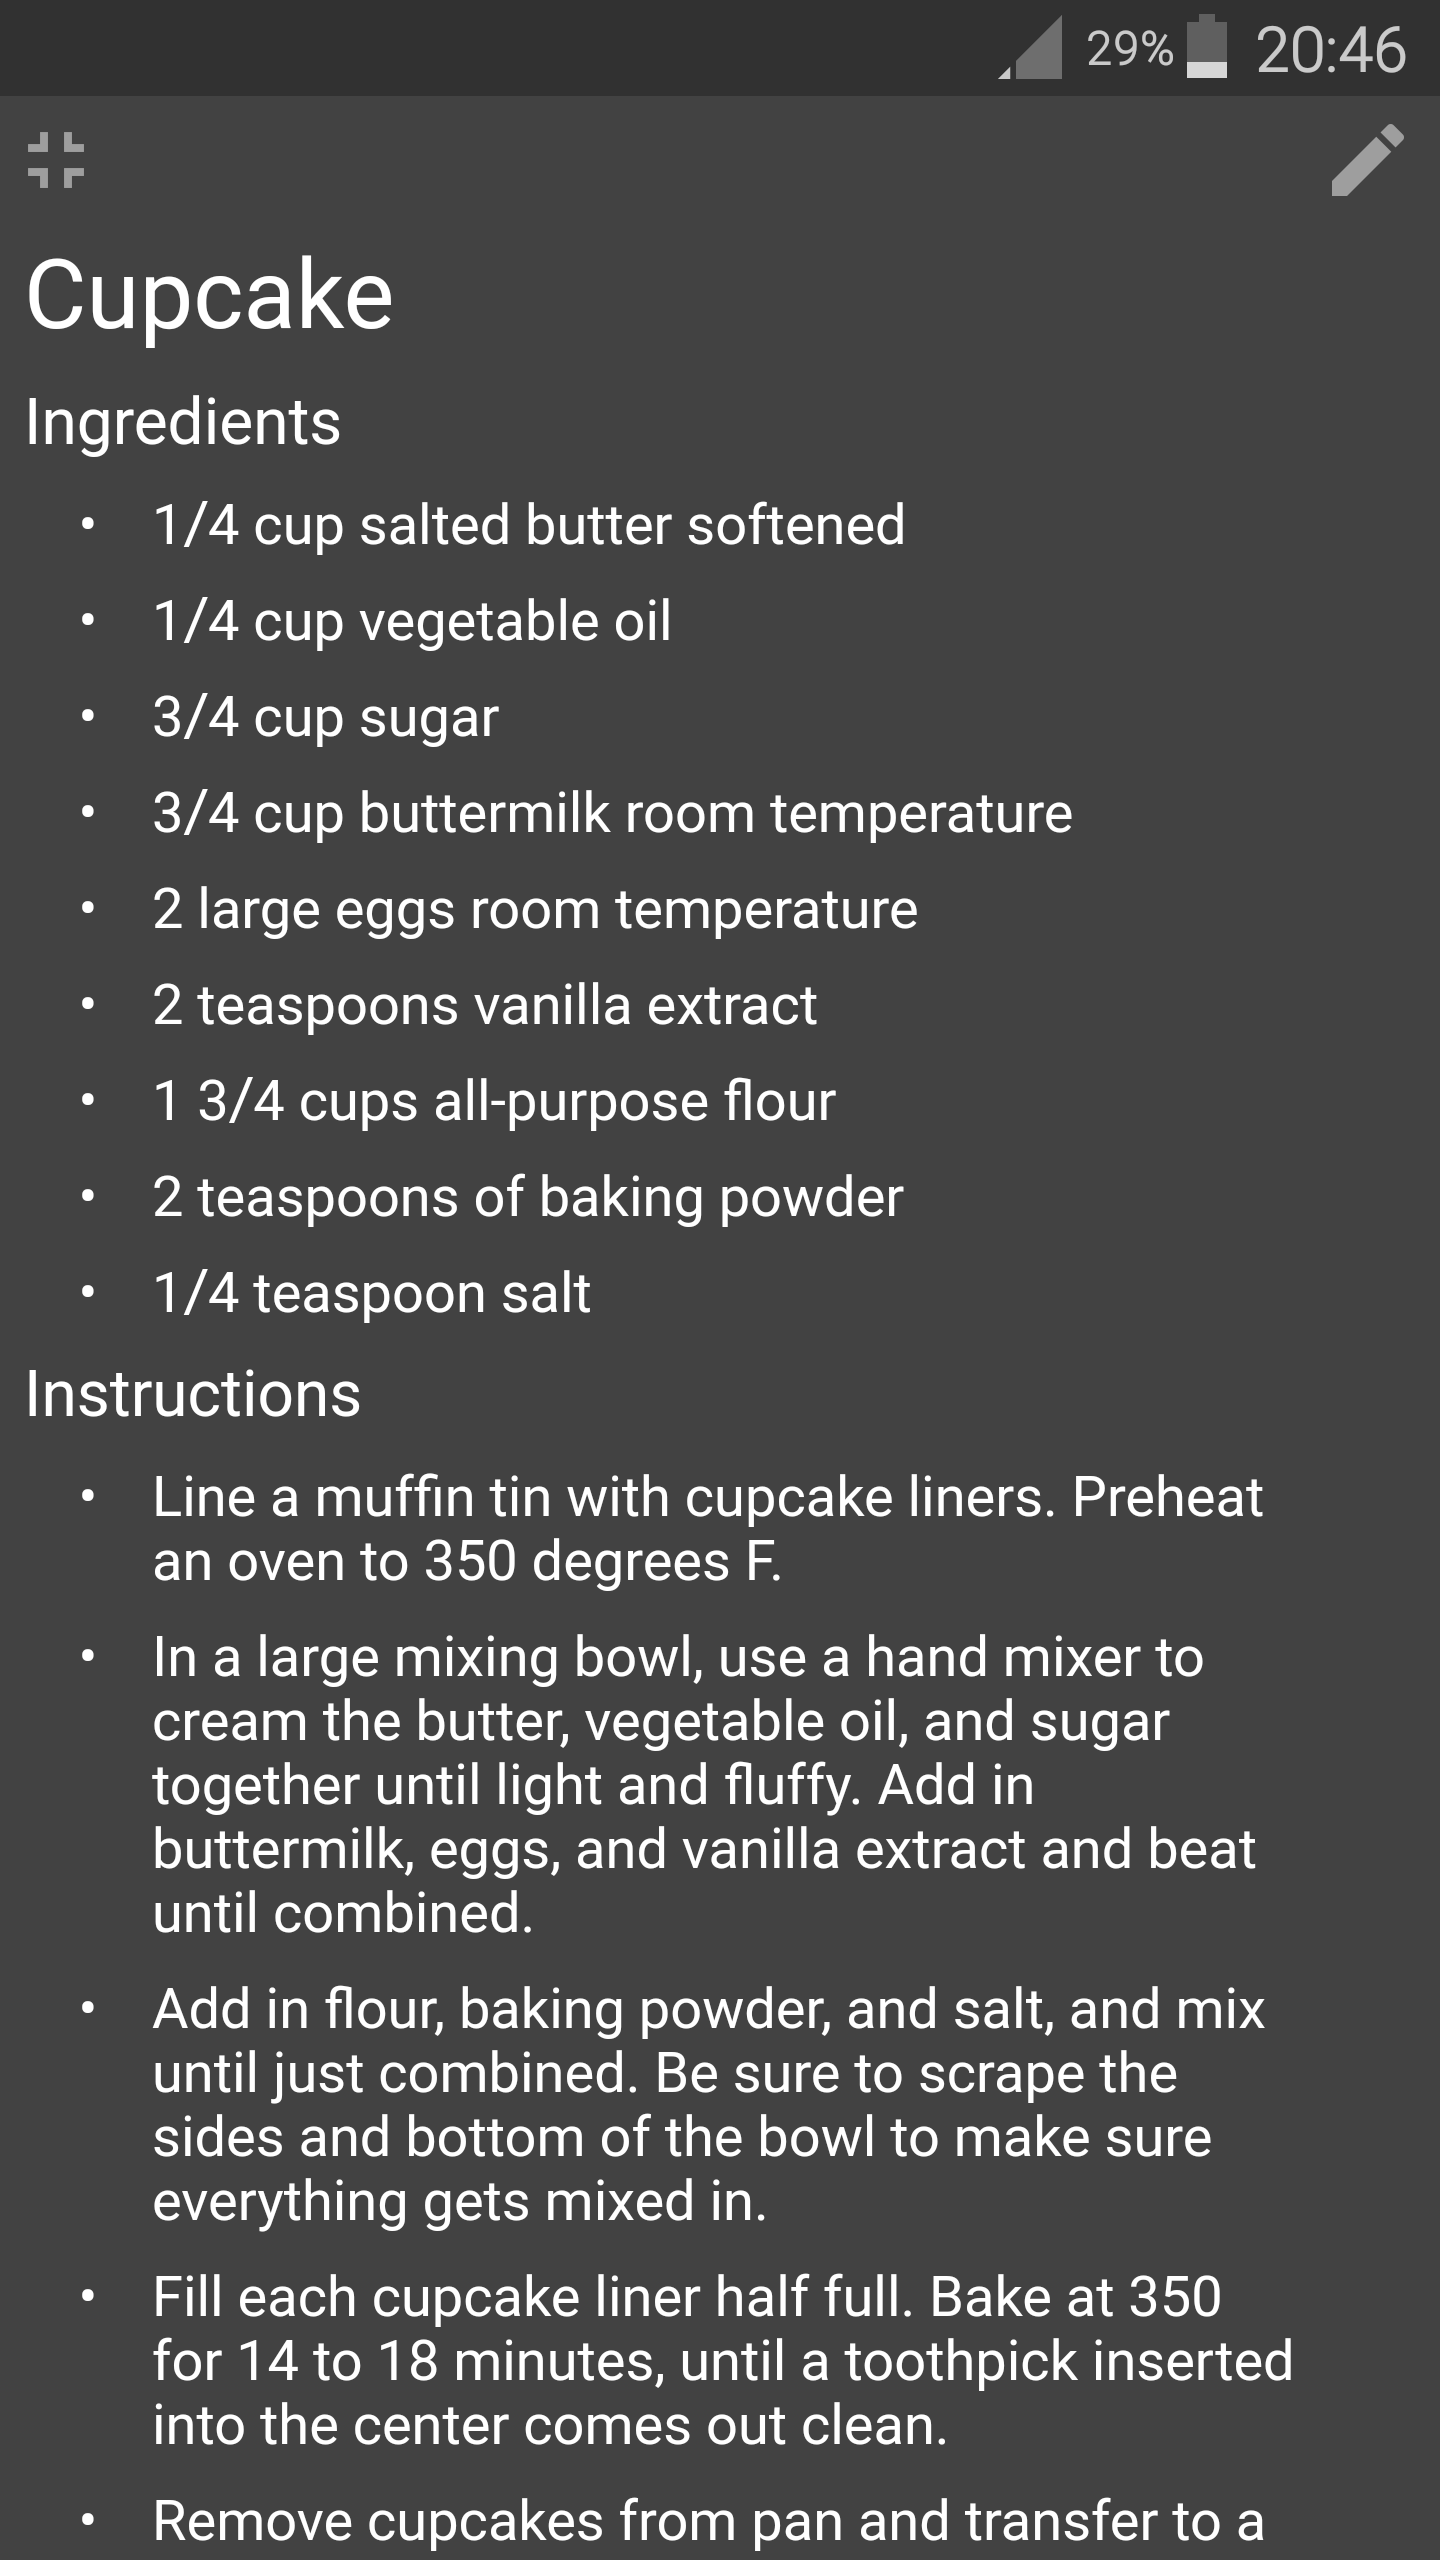 29% 20:46
Cupcake
Ingredients
• 1/4 cup salted butter softened
• 1/4 cup vegetable oil
• 3/4 cup sugar
• 3/4 cup buttermilk room temperature
• 2 large eggs room temperature
• 2 teaspoons vanilla extract
• 1 3/4 cups all-purpose flour
• 2 teaspoons of baking powder
• 1/4 teaspoon salt
Instructions
• Line a muffin tin with cupcake liners. Preheat
an oven to 350 degrees F.
• In a large mixing bowl, use a hand mixer to
cream the butter, vegetable oil, and sugar
together until light and fluffy. Add in
buttermilk, eggs, and vanilla extract and beat
until combined.
• Add in flour, baking powder, and salt, and mix
until just combined. Be sure to scrape the
sides and bottom of the bowl to make sure
everything gets mixed in.
• Fill each cupcake liner half full. Bake at 350
for 14 to 18 minutes, until a toothpick inserted
into the center comes out clean.
• Remove cupcakes from pan and transfer to a